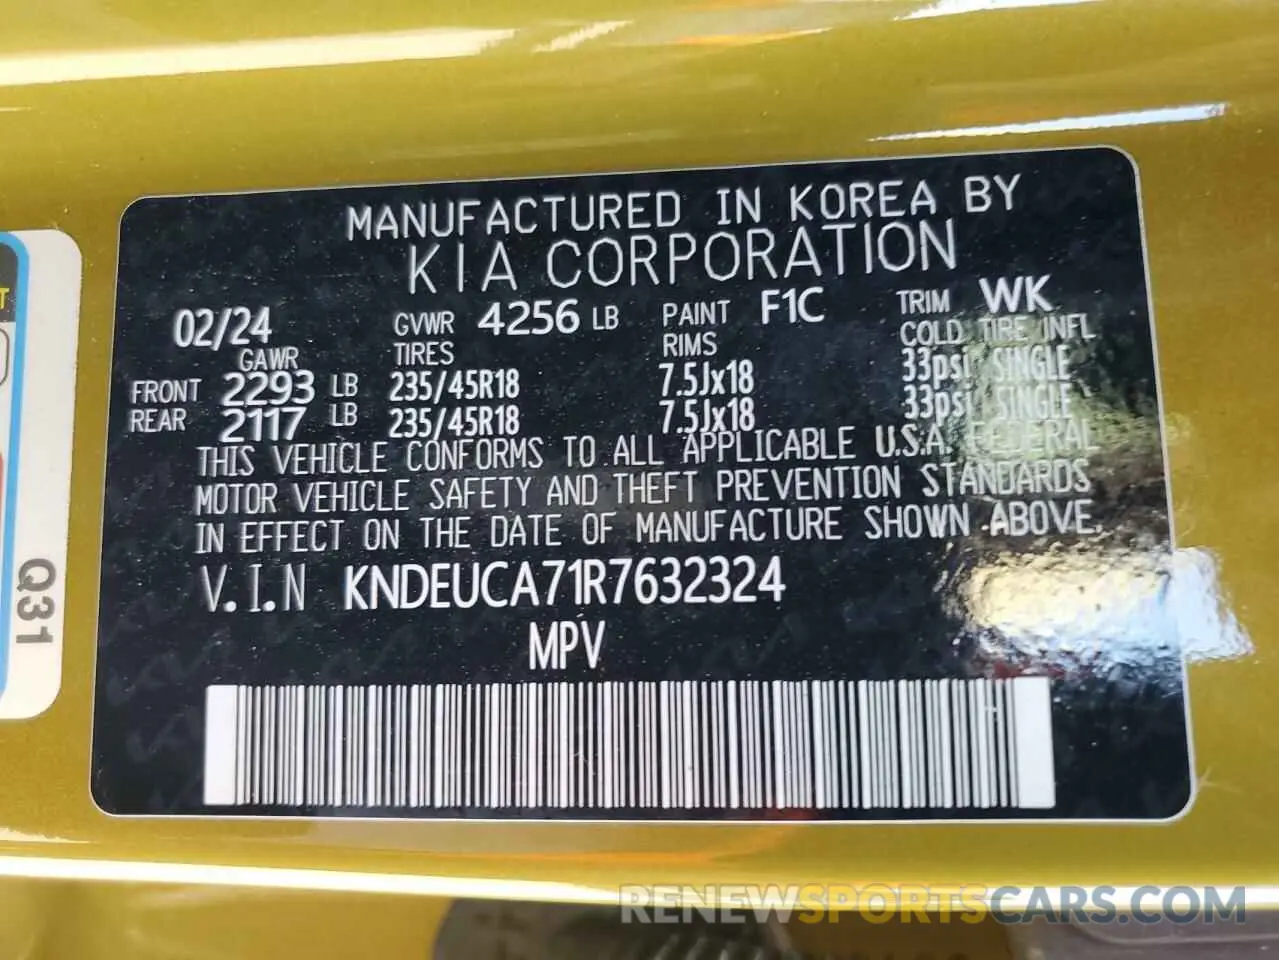 MANUFACTURED IN KOREA BY
KIA CORPORATION
02/24 GVWR 4256 LB PAINT F1C TRIM WK
GAWR TIRES RIMS COLD TIRE INFL
FRONT 2293 LB 235/45R18 7.5Jx18 33psi SINGLE
REAR 2117 LB 235/45R18 7.5Jx18 33psi SINGLE
THIS VEHICLE CONFORMS TO ALL APPLICABLE U.S.A. FEDERAL
MOTOR VEHICLE SAFETY AND THEFT PREVENTION STANDARDS
IN EFFECT ON THE DATE OF MANUFACTURE SHOWN ABOVE.
V.I.N KNDEUCA71R7632324
MPV
T
Q31
RENEWSPORTSCARS.COM